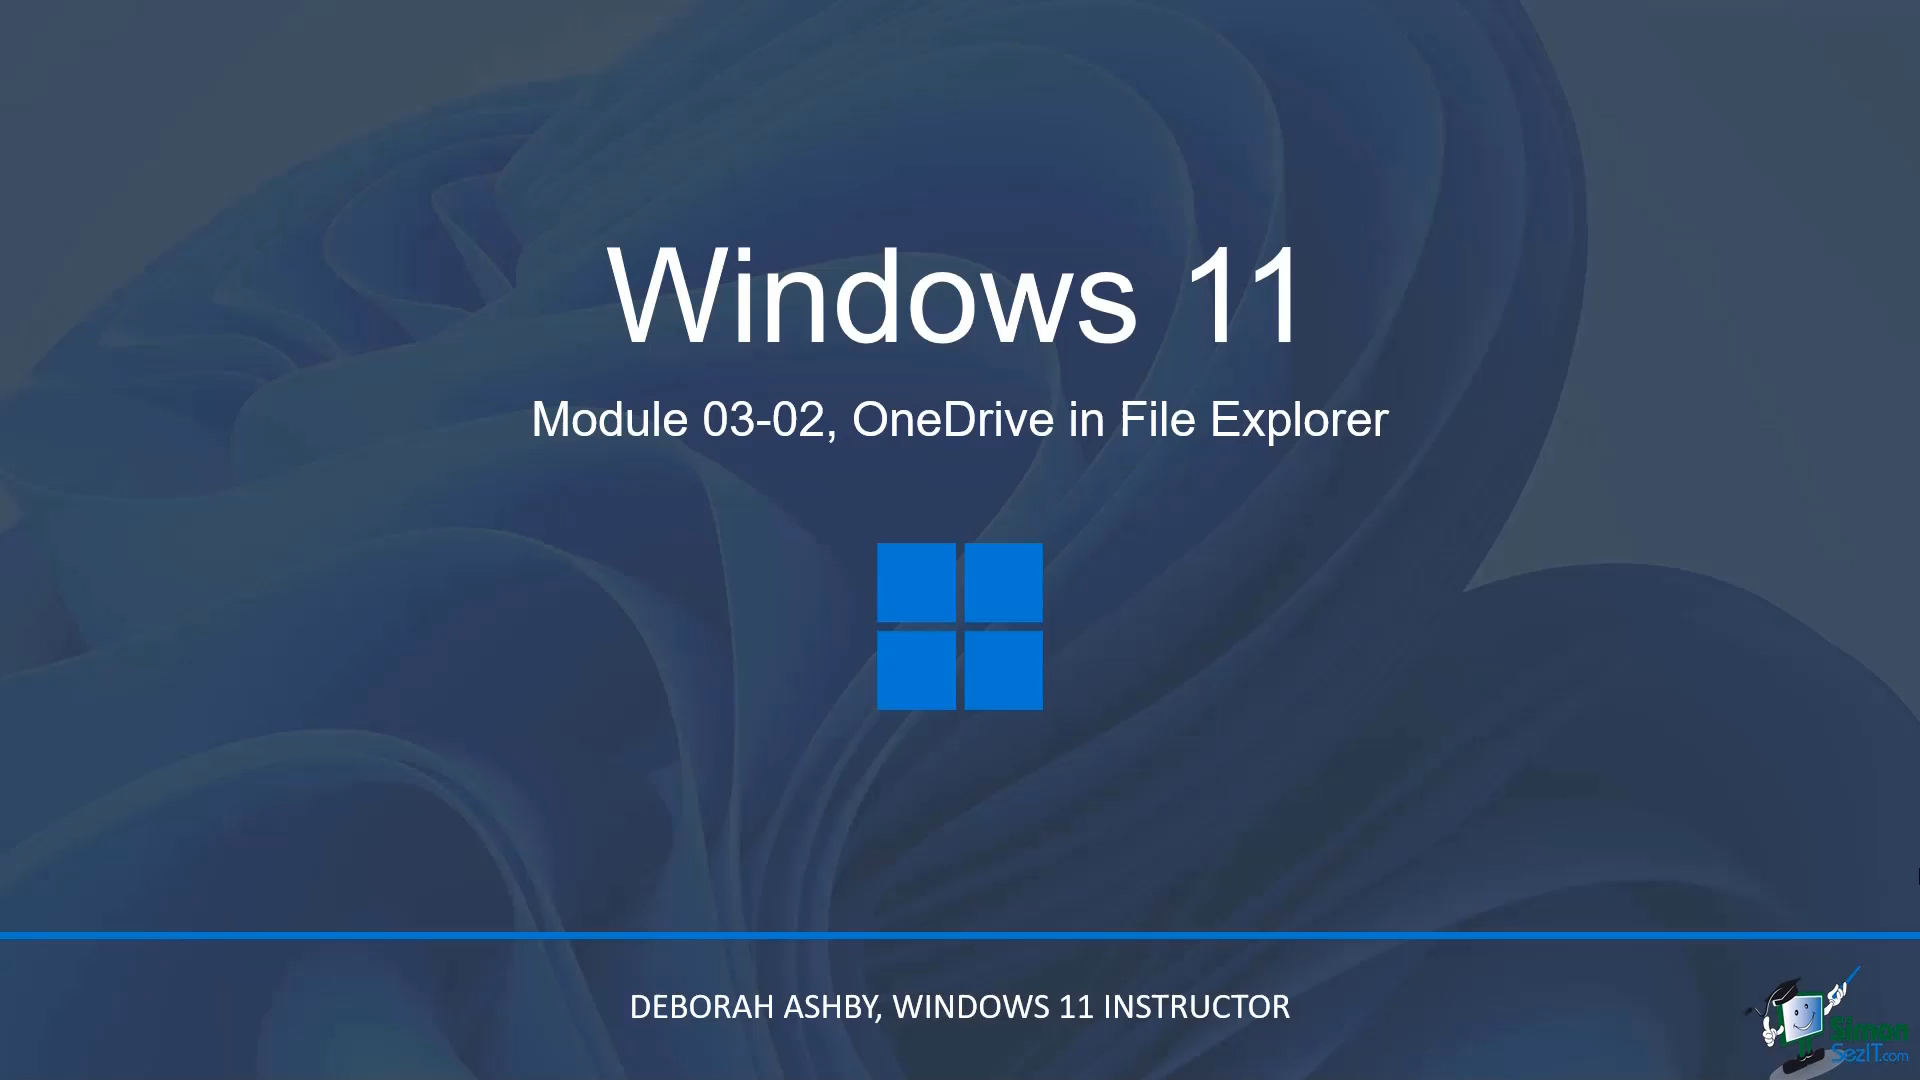 Windows 11
Module 03-02, OneDrive in File Explorer
DEBORAH ASHBY, WINDOWS 11 INSTRUCTOR
Simon
SezIT.com